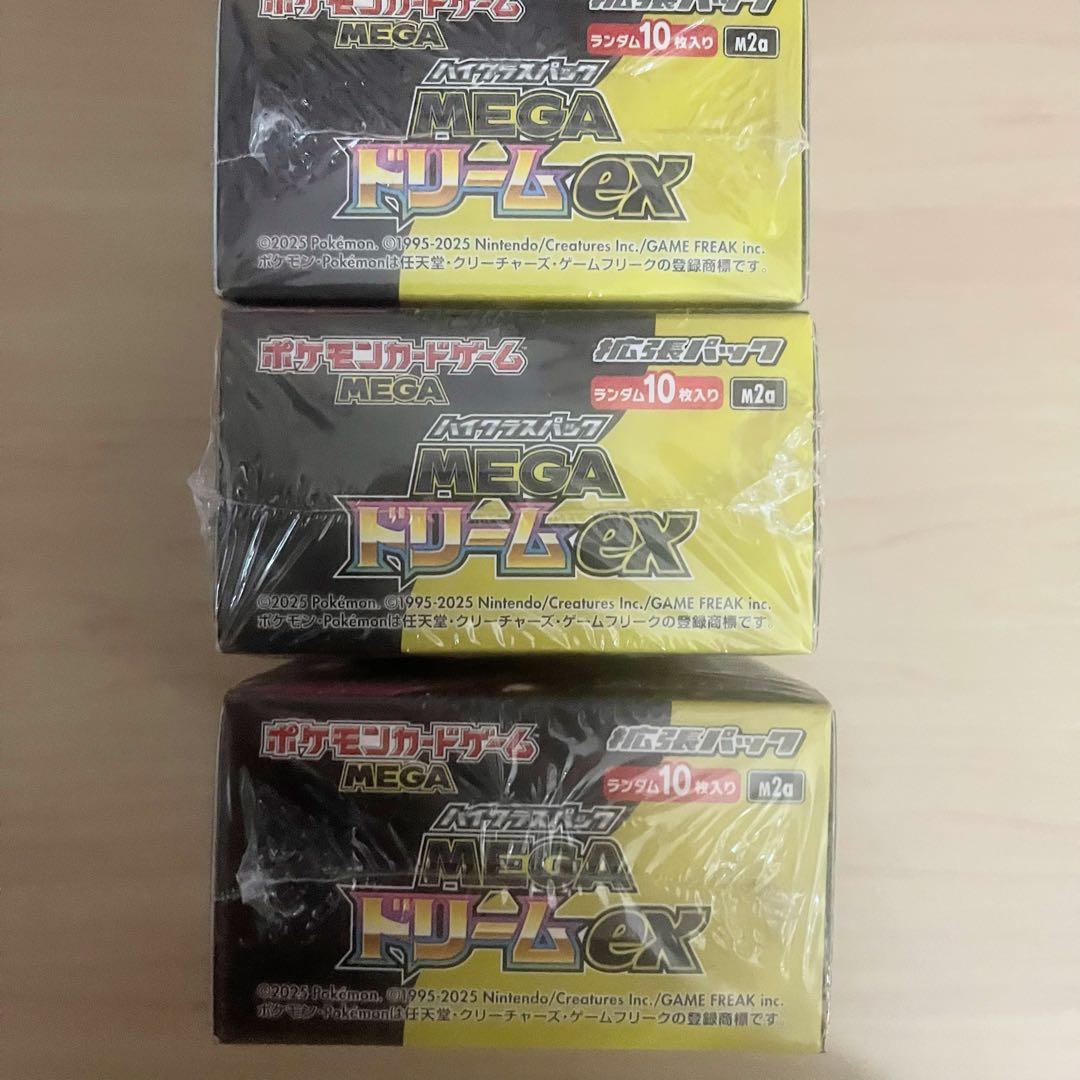 ポケモンカードゲーム 拡張パック
MEGA ランダム10枚入り M2a
ハイクラスパック
MEGA
ドリームex
©2025 Pokémon. ©1995-2025 Nintendo/Creatures Inc./GAME FREAK inc.
ポケモン・Pokémonは任天堂・クリーチャーズ・ゲームフリークの登録商標です。
ポケモンカードゲーム 拡張パック
MEGA ランダム10枚入り M2a
ハイクラスパック
MEGA
ドリームex
©2025 Pokémon. ©1995-2025 Nintendo/Creatures Inc./GAME FREAK inc.
ポケモン・Pokémonは任天堂・クリーチャーズ・ゲームフリークの登録商標です。
ポケモンカードゲーム 拡張パック
MEGA ランダム10枚入り M2a
ハイクラスパック
MEGA
ドリームex
©2025 Pokémon. ©1995-2025 Nintendo/Creatures Inc./GAME FREAK inc.
ポケモン・Pokémonは任天堂・クリーチャーズ・ゲームフリークの登録商標です